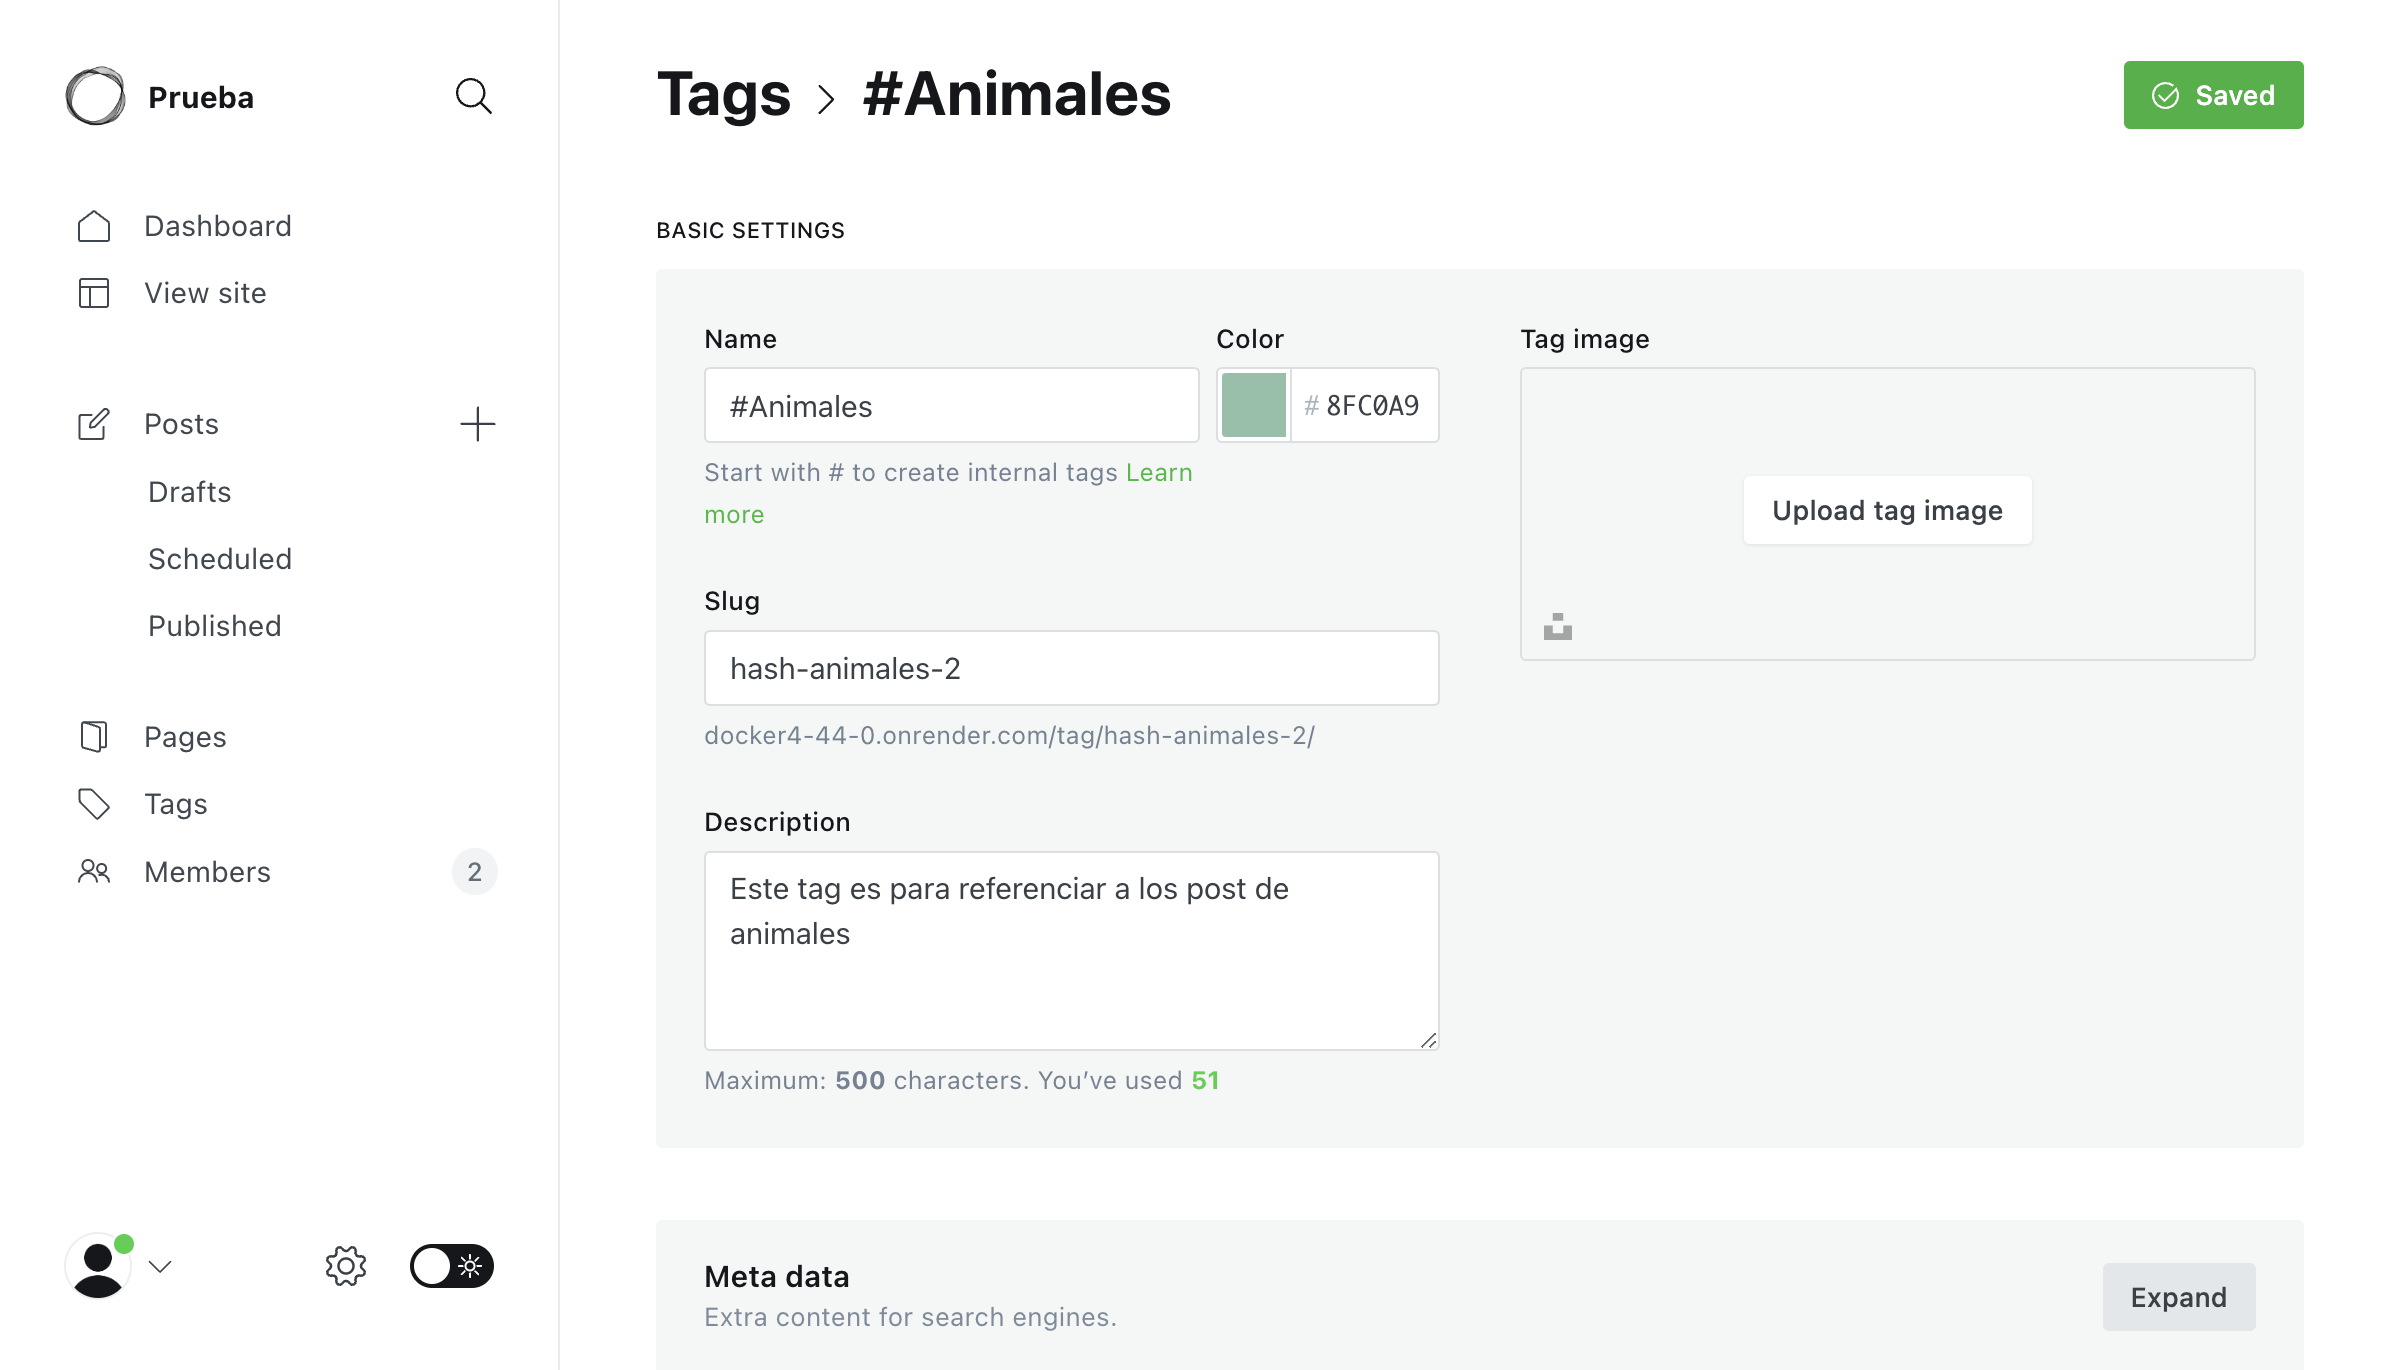 Prueba
Dashboard
View site
Posts
Drafts
Scheduled
Published
Pages
Tags
Members
2
Tags > #Animales
Saved
BASIC SETTINGS
Name
#Animales
Start with # to create internal tags Learn
more
Color
# 8FC0A9
Slug
hash-animales-2
docker4-44-0.onrender.com/tag/hash-animales-2/
Description
Este tag es para referenciar a los post de
animales
Maximum: 500 characters. You’ve used 51
Tag image
Upload tag image
Meta data
Extra content for search engines.
Expand